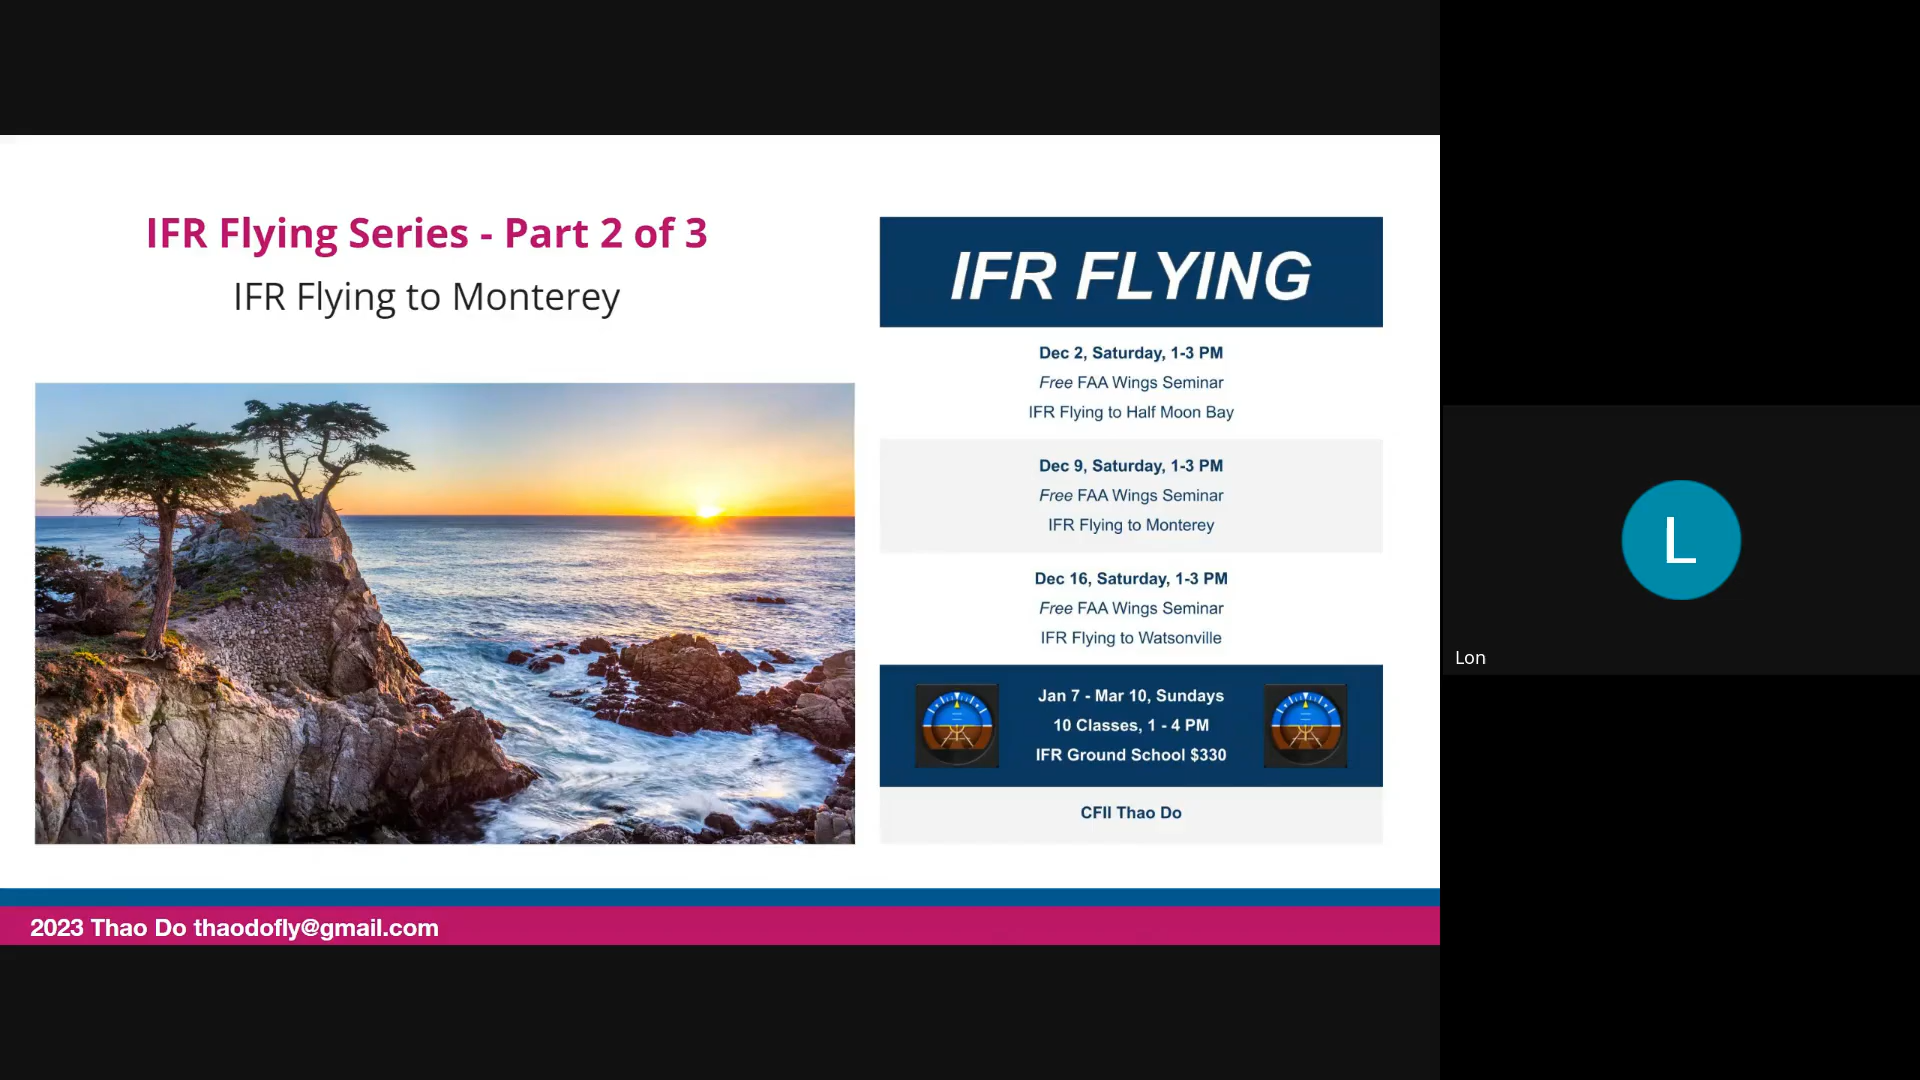 IFR Flying Series - Part 2 of 3
IFR Flying to Monterey
IFR FLYING
Dec 2, Saturday, 1-3 PM
Free FAA Wings Seminar
IFR Flying to Half Moon Bay
Dec 9, Saturday, 1-3 PM
Free FAA Wings Seminar
IFR Flying to Monterey
Dec 16, Saturday, 1-3 PM
Free FAA Wings Seminar
IFR Flying to Watsonville
Jan 7 - Mar 10, Sundays
10 Classes, 1 - 4 PM
IFR Ground School $330
CFII Thao Do
2023 Thao Do thaodofly@gmail.com
L
Lon